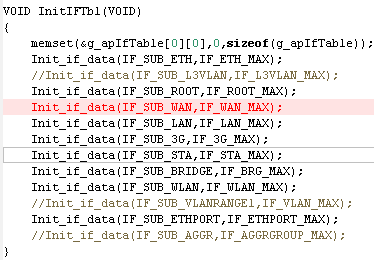 VOID InitIFTbl(VOID)
{
memset(&g_apIfTable[0][0],0,sizeof(g_apIfTable));
Init_if_data(IF_SUB_ETH,IF_ETH_MAX);
//Init_if_data(IF_SUB_L3VLAN,IF_L3VLAN_MAX);
Init_if_data(IF_SUB_ROOT,IF_ROOT_MAX);
Init_if_data(IF_SUB_WAN,IF_WAN_MAX);
Init_if_data(IF_SUB_LAN,IF_LAN_MAX);
Init_if_data(IF_SUB_3G,IF_3G_MAX);
Init_if_data(IF_SUB_STA,IF_STA_MAX);
Init_if_data(IF_SUB_BRIDGE,IF_BRG_MAX);
Init_if_data(IF_SUB_WLAN,IF_WLAN_MAX);
//Init_if_data(IF_SUB_VLANRANGE1,IF_VLAN_MAX);
Init_if_data(IF_SUB_ETHPORT,IF_ETHPORT_MAX);
//Init_if_data(IF_SUB_AGGR,IF_AGGRGROUP_MAX);
}